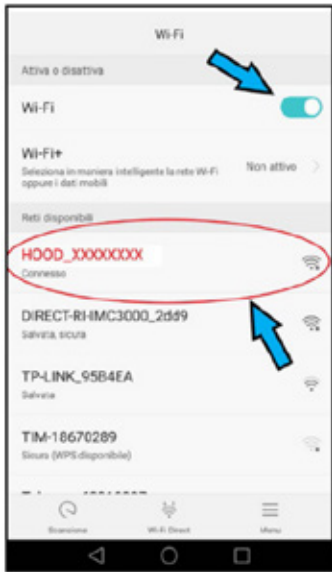 Wi-Fi
Attiva o disattiva
Wi-Fi
Wi-Fi+
Seleziona in maniera intelligente la rete Wi-Fi
oppure i dati mobili
Non attivo
Reti disponibili
HOOD_XXXXXXXX
Connesso
DIRECT-RI-IMC3000_2dd9
Salvata, sicura
TP-LINK_95B4EA
Salvata
TIM-18670289
Sicura (WPS disponibile)
Scansione
Wi-Fi Direct
Menu